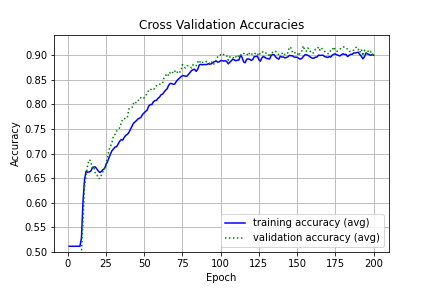 Cross Validation Accuracies
0.90
0.85
0.80
0.75
0.70
0.65
0.60
0.55
0.50
Accuracy
training accuracy (avg)
validation accuracy (avg)
0 25 50 75 100 125 150 175 200
Epoch